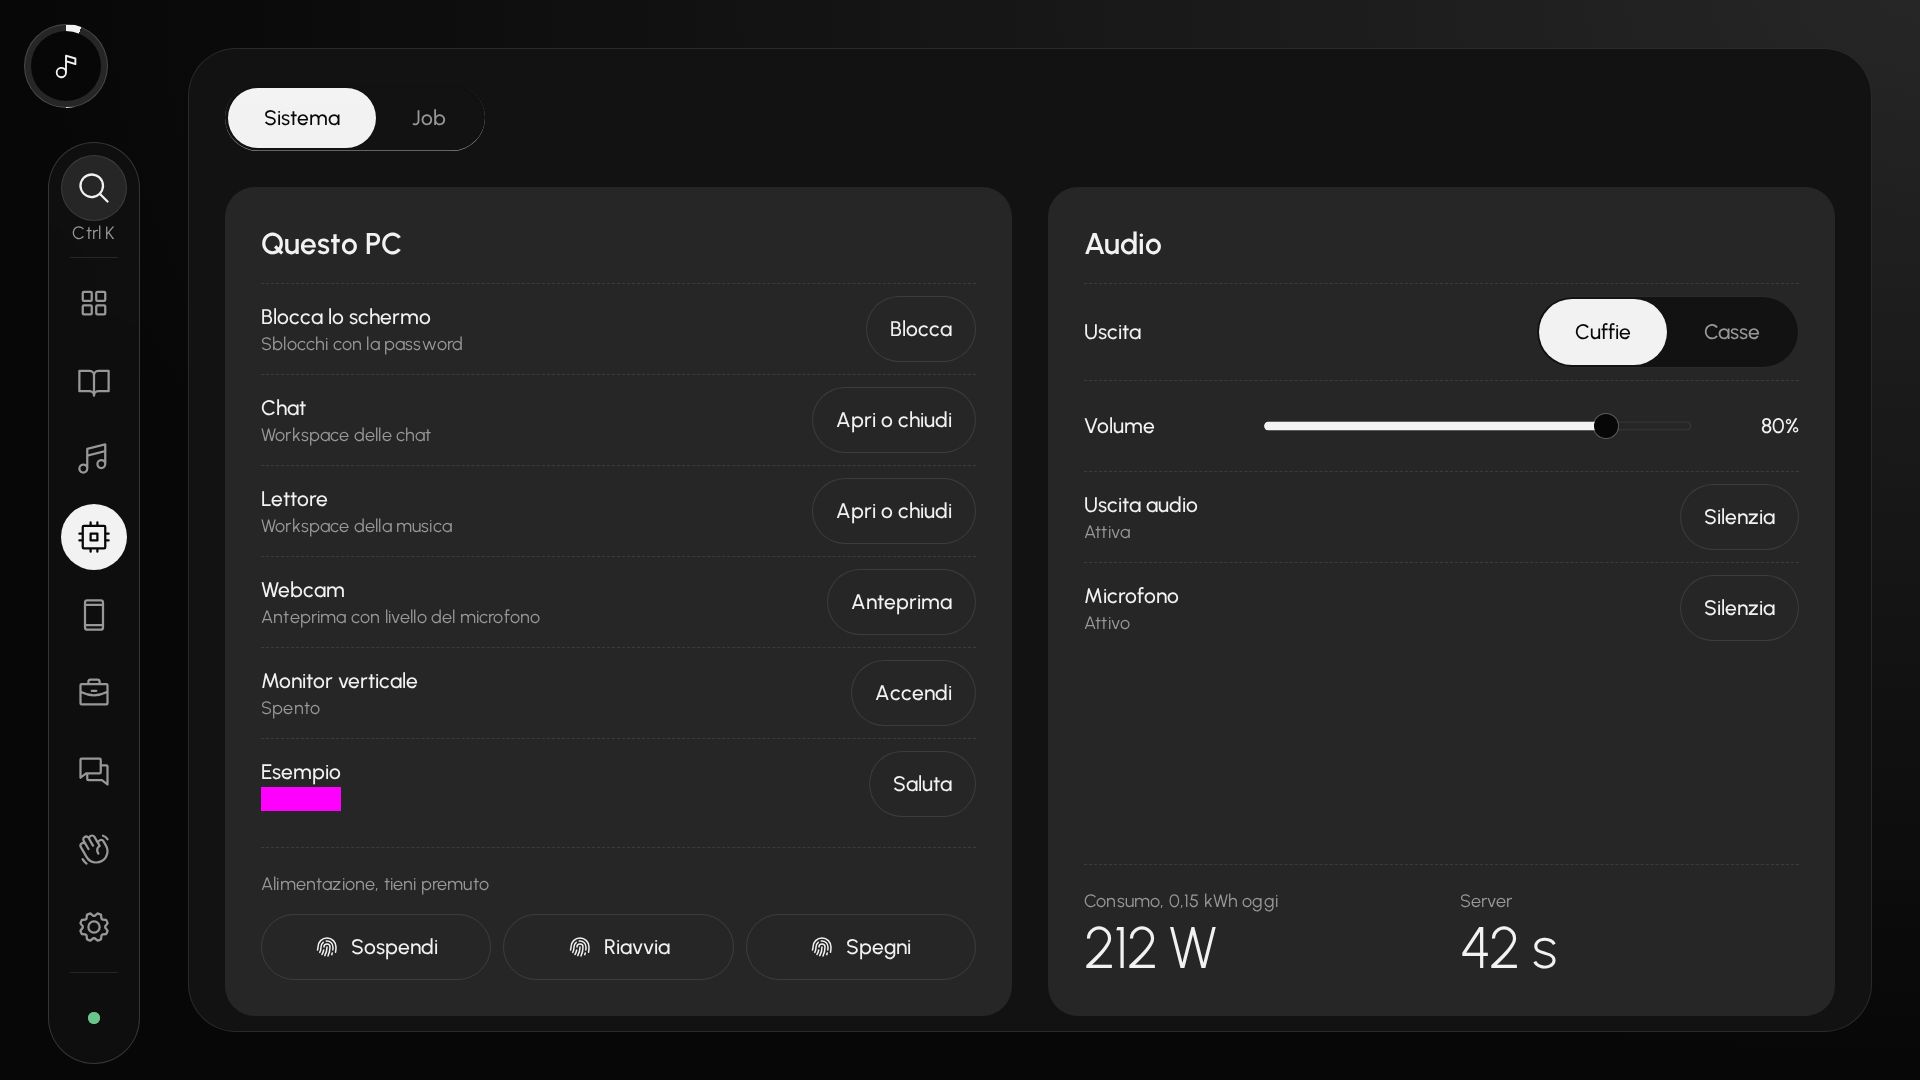 Ctrl K
Sistema
Job
Questo PC
Blocca lo schermo
Sblocchi con la password
Blocca
Chat
Workspace delle chat
Apri o chiudi
Lettore
Workspace della musica
Apri o chiudi
Webcam
Anteprima con livello del microfono
Anteprima
Monitor verticale
Spento
Accendi
Esempio
Saluta
Alimentazione, tieni premuto
Sospendi
Riavvia
Spegni
Audio
Uscita
Cuffie
Casse
Volume
80%
Uscita audio
Attiva
Silenzia
Microfono
Attivo
Silenzia
Consumo, 0,15 kWh oggi
212 W
Server
42 s